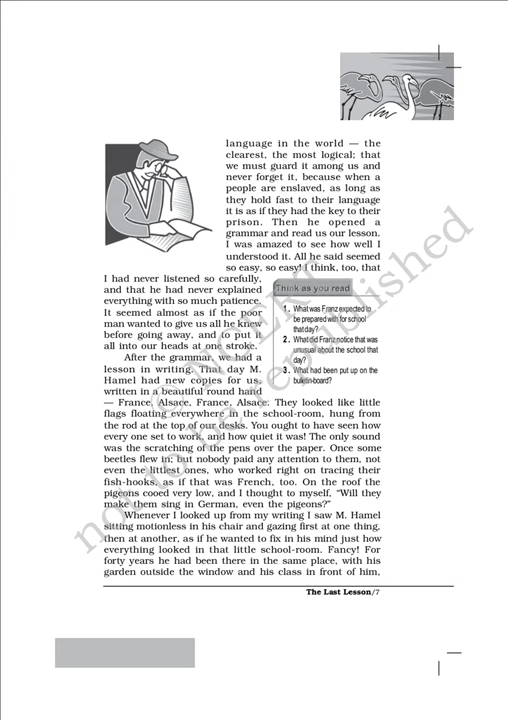 language in the world — the
clearest, the most logical; that
we must guard it among us and
never forget it, because when a
people are enslaved, as long as
they hold fast to their language
it is as if they had the key to their
prison. Then he opened a
grammar and read us our lesson.
I was amazed to see how well I
understood it. All he said seemed
so easy, so easy! I think, too, that
I had never listened so carefully,
and that he had never explained
everything with so much patience.
It seemed almost as if the poor
man wanted to give us all he knew
before going away, and to put it
all into our heads at one stroke.
After the grammar, we had a
lesson in writing. That day M.
Hamel had new copies for us,
written in a beautiful round hand
Think as you read
1. What was Franz expected to
be prepared with for school
that day?
2. What did Franz notice that was
unusual about the school that
day?
3. What had been put up on the
bulletin-board?
— France, Alsace, France, Alsace. They looked like little
flags floating everywhere in the school-room, hung from
the rod at the top of our desks. You ought to have seen how
every one set to work, and how quiet it was! The only sound
was the scratching of the pens over the paper. Once some
beetles flew in; but nobody paid any attention to them, not
even the littlest ones, who worked right on tracing their
fish-hooks, as if that was French, too. On the roof the
pigeons cooed very low, and I thought to myself, “Will they
make them sing in German, even the pigeons?”
Whenever I looked up from my writing I saw M. Hamel
sitting motionless in his chair and gazing first at one thing,
then at another, as if he wanted to fix in his mind just how
everything looked in that little school-room. Fancy! For
forty years he had been there in the same place, with his
garden outside the window and his class in front of him,
The Last Lesson/7
© NCERT
not to be republished